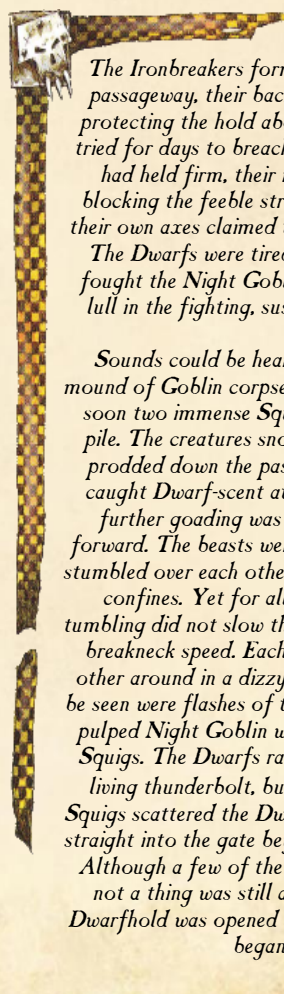 The Ironbreakers for
passageway, their bac
protecting the hold ab
tried for days to breac
had held firm, their
blocking the feeble str
their own axes claimed
The Dwarfs were tire
fought the Night Gob
lull in the fighting, sus
Sounds could be hea
mound of Goblin corpse
soon two immense Squ
pile. The creatures sno
prodded down the pas
caught Dwarf-scent a
further goading was
forward. The beasts we
stumbled over each othe
confines. Yet for al
tumbling did not slow th
breakneck speed. Each
other around in a dizzy
be seen were flashes of t
pulped Night Goblin w
Squigs. The Dwarfs ra
living thunderbolt, bu
Squigs scattered the Dw
straight into the gate be
Although a few of the
not a thing was still a
Dwarfhold was opened
began